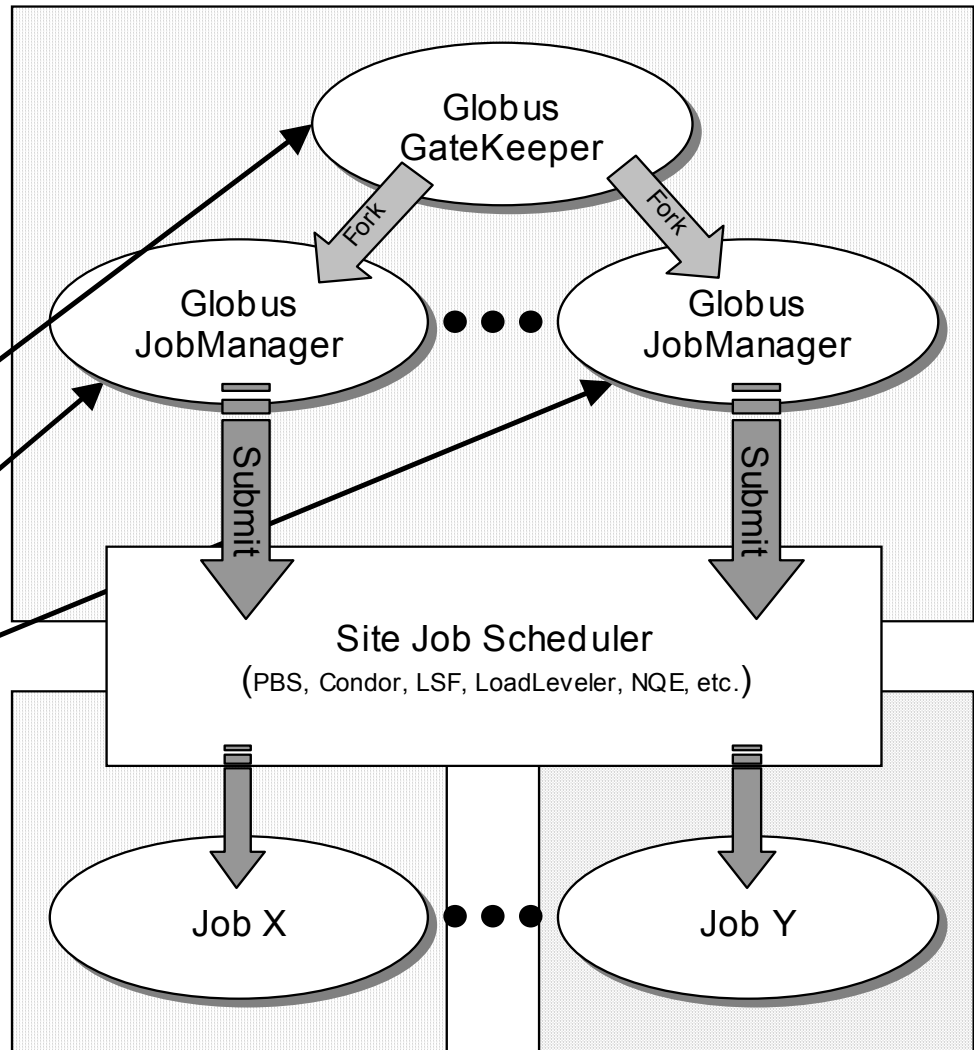 Globus
GateKeeper
Fork
Fork
Globus
JobManager
Globus
JobManager
Submit
Submit
Site Job Scheduler
(PBS, Condor, LSF, LoadLeveler, NQE, etc.)
Job X
Job Y